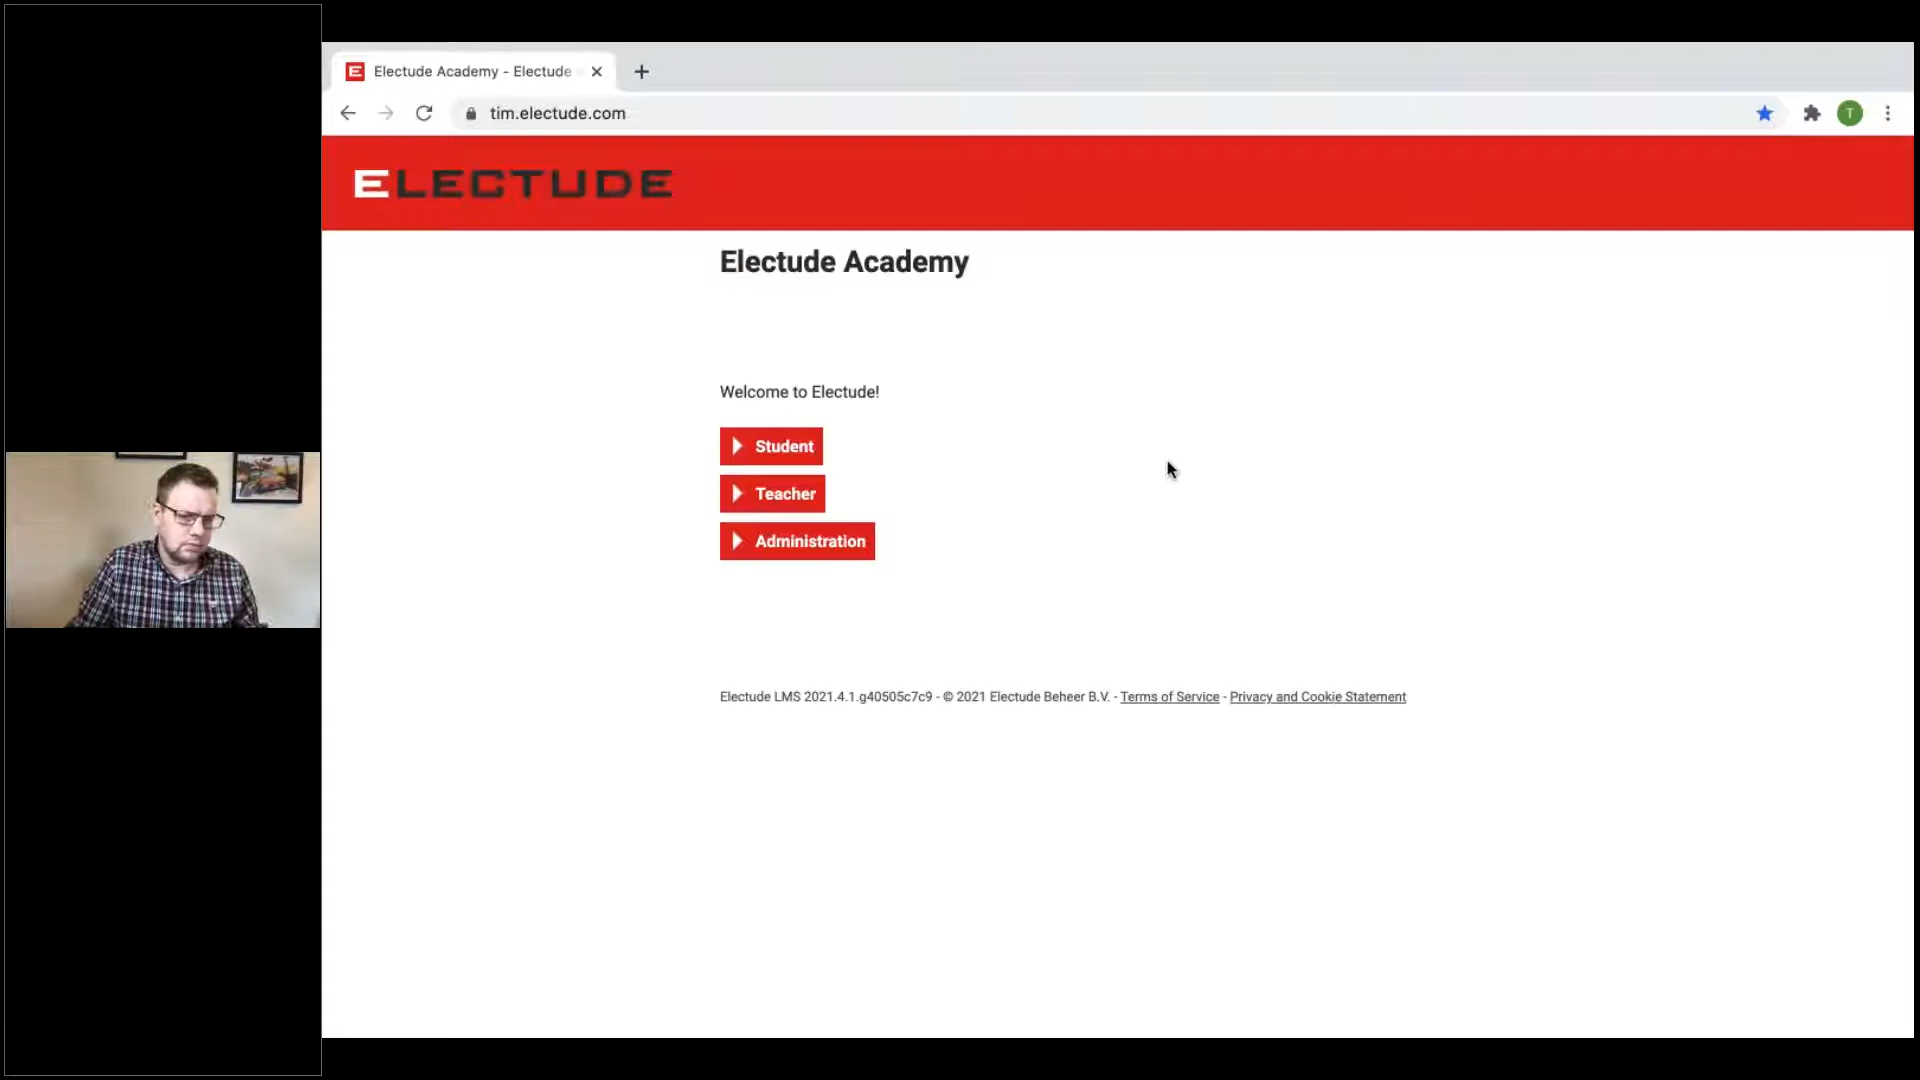 Electude Academy - Electude
tim.electude.com
T
ELECTUDE
Electude Academy
Welcome to Electude!
Student
Teacher
Administration
Electude LMS 2021.4.1.g40505c7c9 - © 2021 Electude Beheer B.V. - Terms of Service - Privacy and Cookie Statement